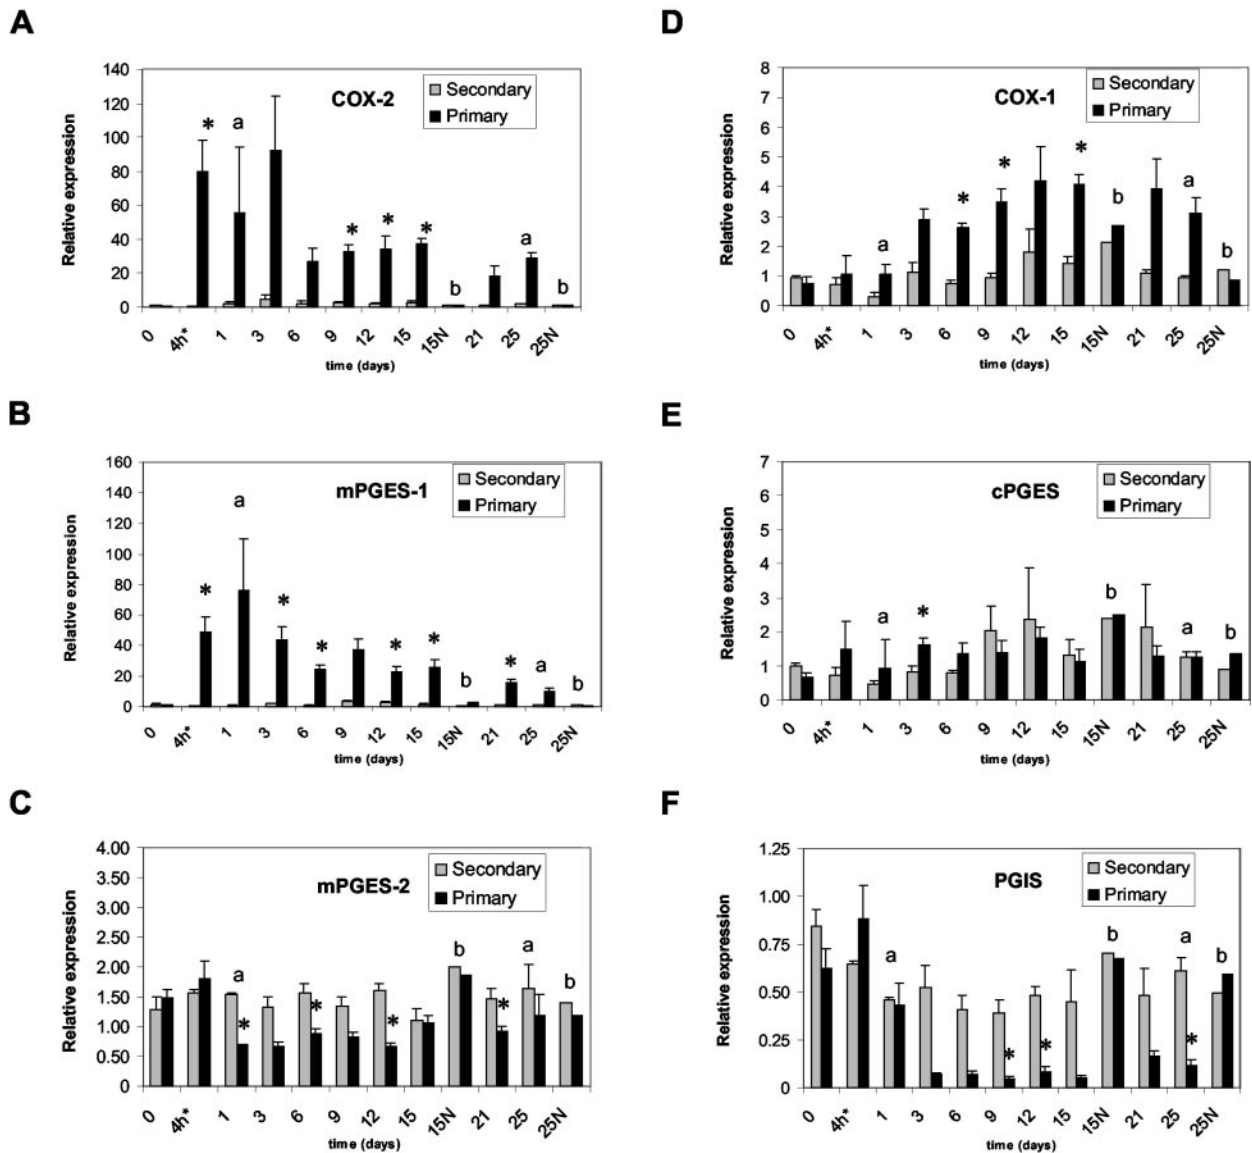 A
COX-2
Secondary
Primary
Relative expression
140
120
100
80
60
40
20
0
* a * * * b a b
0 4h* 1 3 6 9 12 15 15N 21 25 25N
time (days)
B
mPGES-1
Secondary
Primary
Relative expression
160
140
120
100
80
60
40
20
0
* a * * * * b * a b
0 4h* 1 3 6 9 12 15 15N 21 25 25N
time (days)
C
mPGES-2
Secondary
Primary
Relative expression
4.00
3.50
3.00
2.50
2.00
1.50
1.00
0.50
0
a * * * b * a b
0 4h* 1 3 6 9 12 15 15N 21 25 25N
time (days)
D
COX-1
Secondary
Primary
Relative expression
8
7
6
5
4
3
2
1
0
a * * * b a b
0 4h* 1 3 6 9 12 15 15N 21 25 25N
time (days)
E
cPGES
Secondary
Primary
Relative expression
7
6
5
4
3
2
1
0
a * b a b
0 4h* 1 3 6 9 12 15 15N 21 25 25N
time (days)
F
PGIS
Secondary
Primary
Relative expression
1.25
1.00
0.75
0.50
0.25
0
a * * b a * b
0 4h* 1 3 6 9 12 15 15N 21 25 25N
time (days)